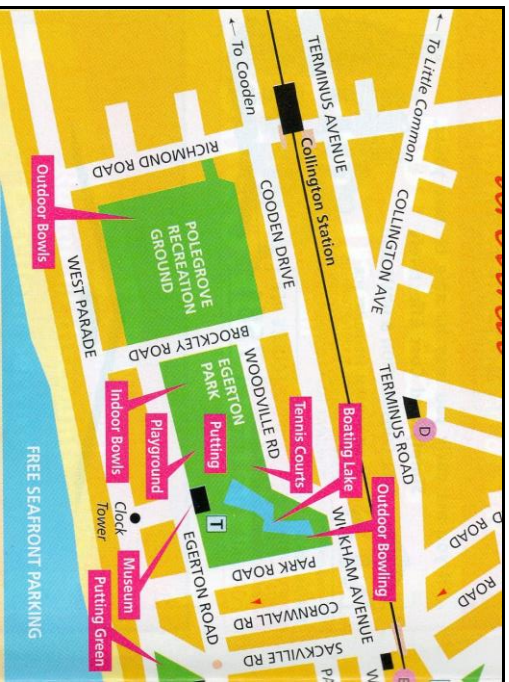 ← To Cooden
TERMINUS AVENUE
← To Little Common
COLLINGTON AVE
Collington Station
RICHMOND ROAD
COODEN DRIVE
Outdoor Bowls
POLEGROVE
RECREATION
GROUND
WEST PARADE
BROCKLEY ROAD
WOODVILLE RD
TERMINUS ROAD
D
EGERTON
PARK
Indoor Bowls
Playground
Putting
Tennis Courts
Boating Lake
Outdoor Bowling
T
Clock
Tower
Museum
Putting Green
EGERTON ROAD
PARK ROAD
WILKHAM AVENUE
CORNWALL RD
SACKVILLE RD
ROAD
ROAD
FREE SEAFRONT PARKING